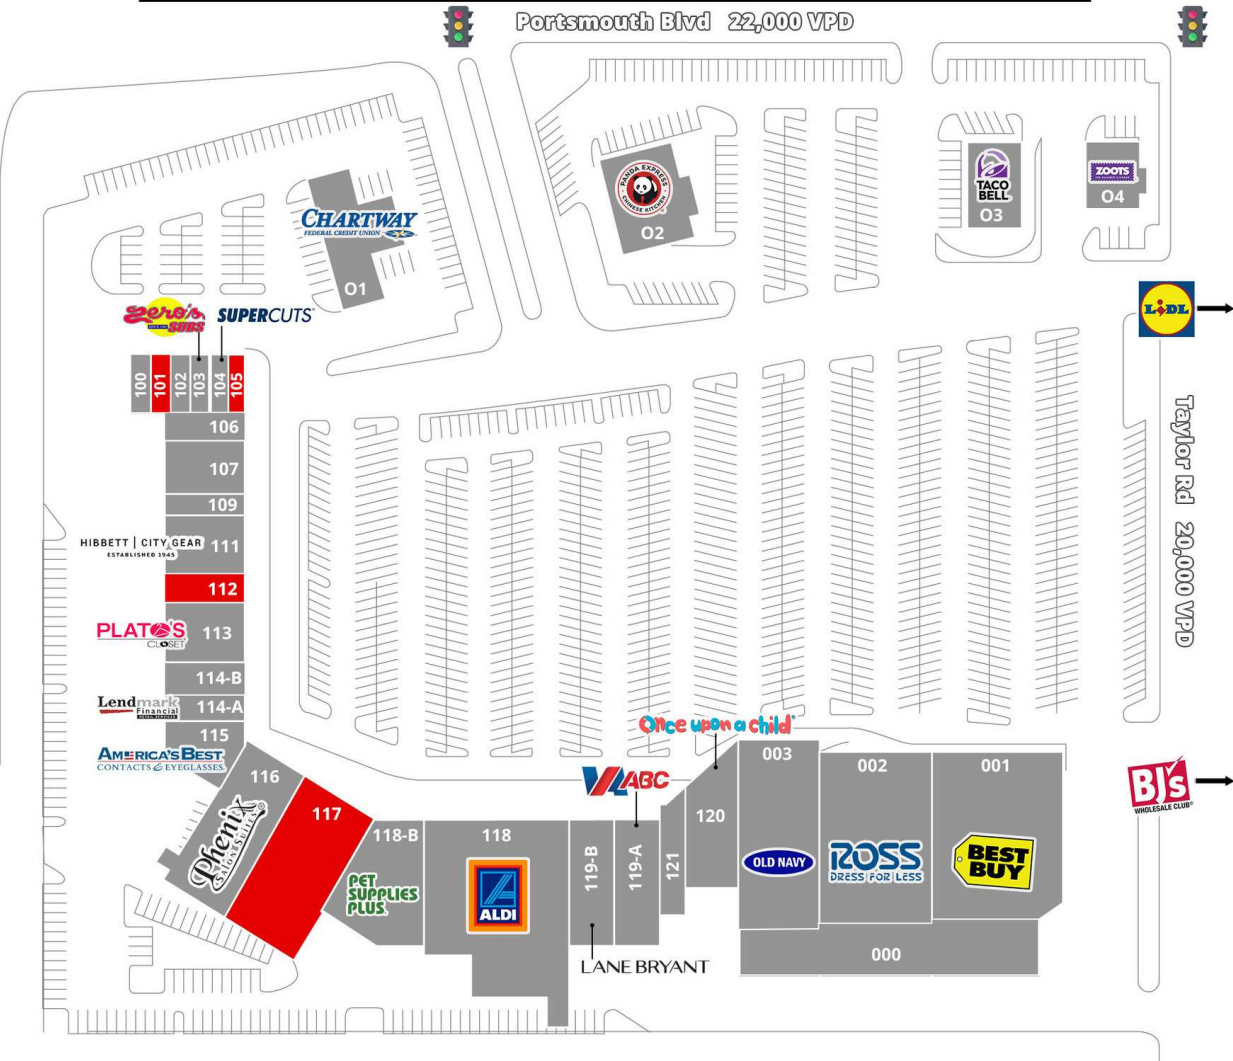 Portsmouth Blvd 22,000 VPD
PANDA EXPRESS
CHINESE KITCHEN
O2
TACO
BELL
O3
ZOOTS
O4
CHARTWAY
FEDERAL CREDIT UNION
O1
LIDL
Zero's
SUBS
SUPERCUTS
100
101
102
103
104
105
106
107
109
HIBBETT | CITY GEAR
ESTABLISHED 1945
111
112
PLATO'S
CLOSET
113
114-B
Lendmark
Financial
114-A
115
AMERICA'S BEST
CONTACTS & EYEGLASSES
Taylor Rd 20,000 VPD
116
Phenix
SALON SUITES
117
118-B
PET
SUPPLIES
PLUS
118
ALDI
119-B
LANE BRYANT
VA ABC
119-A
121
Once upon a child
120
003
OLD NAVY
002
ROSS
DRESS FOR LESS
001
BEST
BUY
000
BJ's
WHOLESALE CLUB